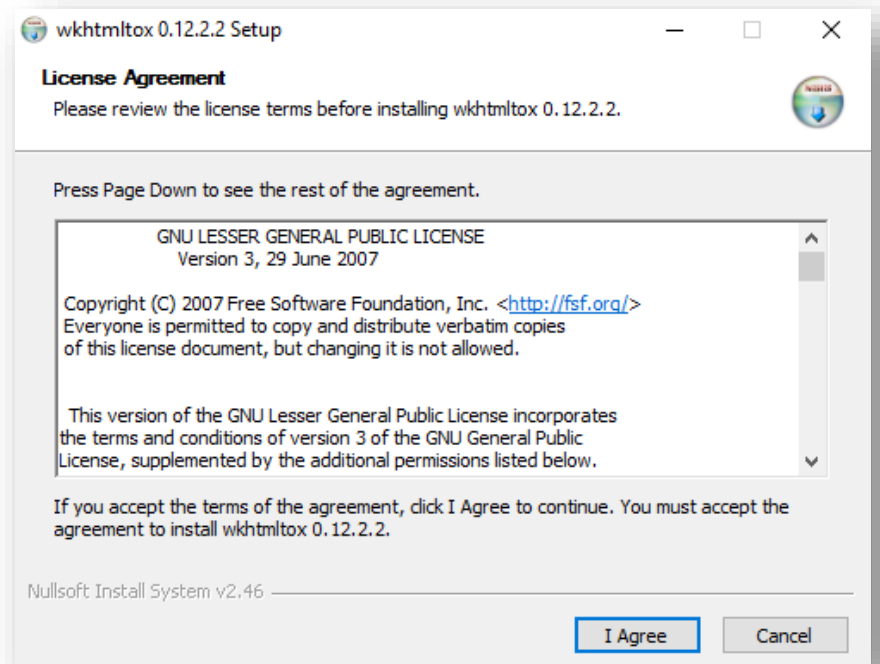 wkhtmltox 0.12.2.2 Setup
License Agreement
Please review the license terms before installing wkhtmltox 0.12.2.2.
Press Page Down to see the rest of the agreement.
GNU LESSER GENERAL PUBLIC LICENSE
Version 3, 29 June 2007
Copyright (C) 2007 Free Software Foundation, Inc. <http://fsf.org/>
Everyone is permitted to copy and distribute verbatim copies
of this license document, but changing it is not allowed.
This version of the GNU Lesser General Public License incorporates
the terms and conditions of version 3 of the GNU General Public
License, supplemented by the additional permissions listed below.
If you accept the terms of the agreement, click I Agree to continue. You must accept the
agreement to install wkhtmltox 0.12.2.2.
Nullsoft Install System v2.46
I Agree
Cancel